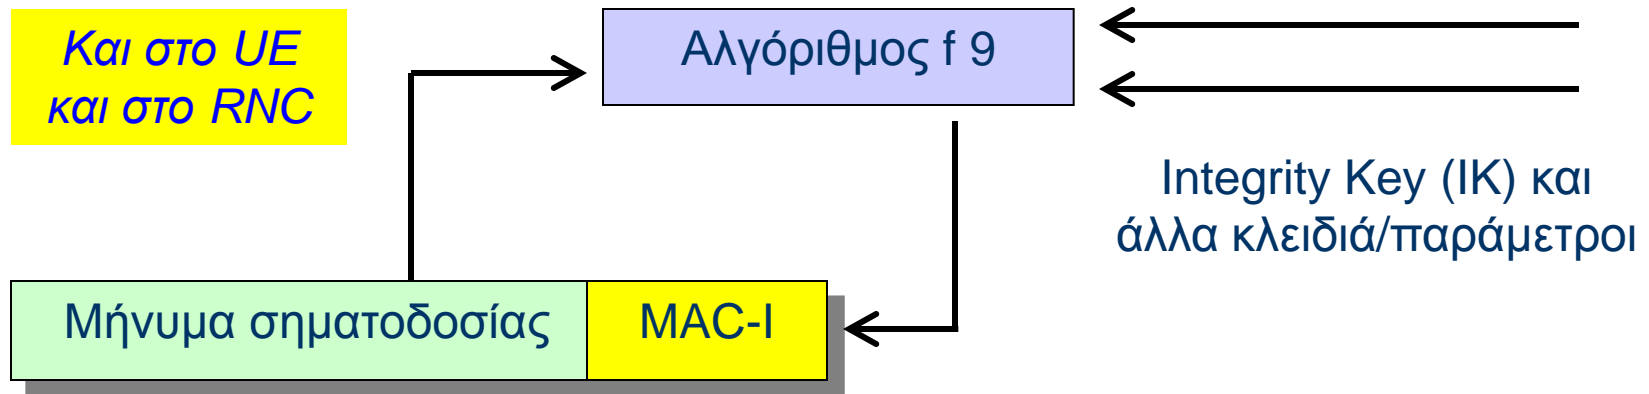 Και στο UE
και στο RNC
Αλγόριθμος f 9
Integrity Key (IK) και
άλλα κλειδιά/παράμετροι
Μήνυμα σηματοδοσίας
MAC-I